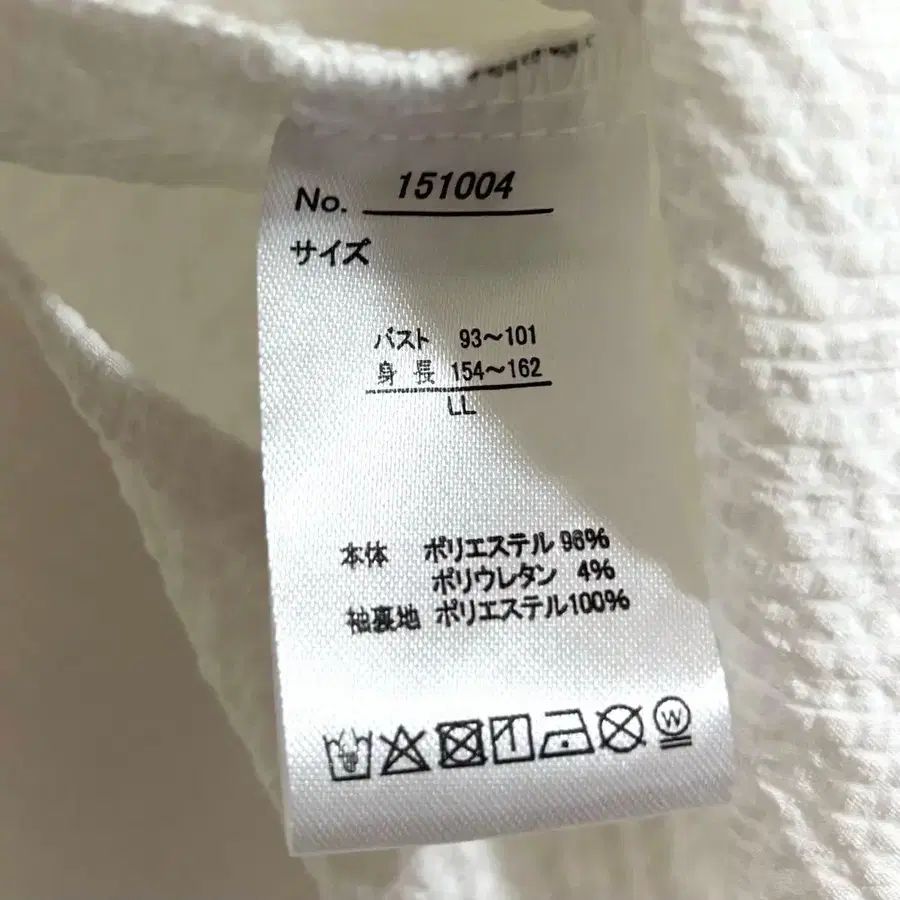 No. 151004
サイズ
バスト 93～101
身長 154～162
LL
本体 ポリエステル 96%
ポリウレタン 4%
袖裏地 ポリエステル100%
W